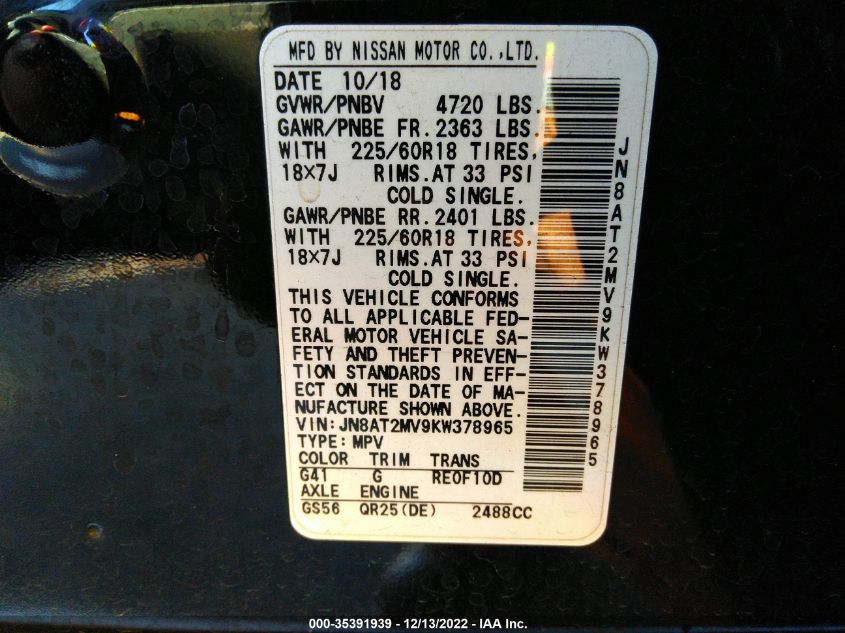 MFD BY NISSAN MOTOR CO.,LTD.
DATE 10/18
GVWR/PNBV 4720 LBS.
GAWR/PNBE FR. 2363 LBS.
WITH 225/60R18 TIRES.
18×7J RIMS.AT 33 PSI
COLD SINGLE.
GAWR/PNBE RR. 2401 LBS.
WITH 225/60R18 TIRES.
18×7J RIMS.AT 33 PSI
COLD SINGLE.
THIS VEHICLE CONFORMS
TO ALL APPLICABLE FED-
ERAL MOTOR VEHICLE SA-
FETY AND THEFT PREVEN-
TION STANDARDS IN EFF-
ECT ON THE DATE OF MA-
NUFACTURE SHOWN ABOVE.
VIN:JN8AT2MV9KW378965
TYPE:MPV
COLOR TRIM TRANS
G41 G RE0F10D
AXLE ENGINE
GS56 QR25(DE) 2488CC
JN8AT2MV9KW378965
000-35391939 - 12/13/2022 - IAA Inc.